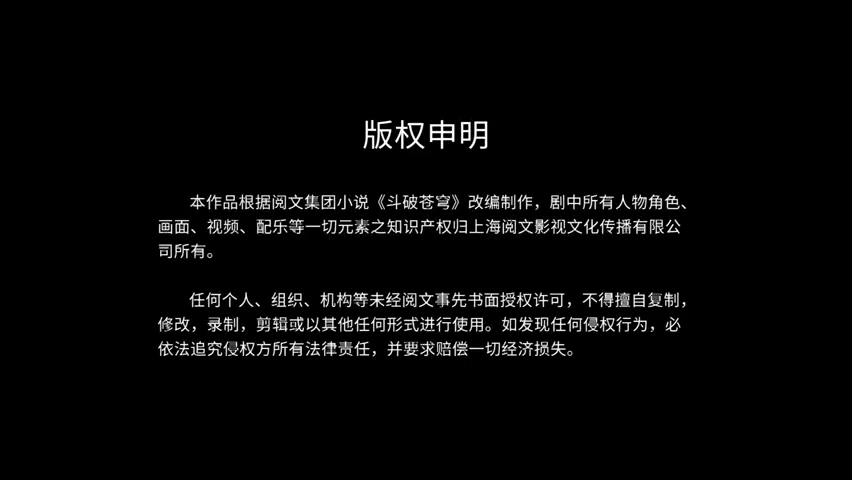 版权申明
本作品根据阅文集团小说《斗破苍穹》改编制作，剧中所有人物角色、
画面、视频、配乐等一切元素之知识产权归上海阅文影视文化传播有限公
司所有。
任何个人、组织、机构等未经阅文事先书面授权许可，不得擅自复制，
修改，录制，剪辑或以其他任何形式进行使用。如发现任何侵权行为，必
依法追究侵权方所有法律责任，并要求赔偿一切经济损失。